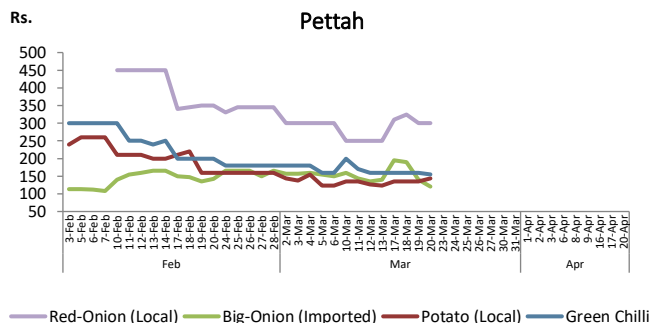 Rs.
Pettah
500
450
400
350
300
250
200
150
100
50
3-Feb
5-Feb
6-Feb
7-Feb
10-Feb
11-Feb
12-Feb
13-Feb
14-Feb
17-Feb
18-Feb
19-Feb
20-Feb
24-Feb
25-Feb
26-Feb
27-Feb
28-Feb
2-Mar
3-Mar
4-Mar
5-Mar
6-Mar
10-Mar
11-Mar
12-Mar
13-Mar
17-Mar
18-Mar
19-Mar
20-Mar
23-Mar
24-Mar
25-Mar
26-Mar
27-Mar
30-Mar
31-Mar
1-Apr
2-Apr
3-Apr
6-Apr
8-Apr
9-Apr
16-Apr
17-Apr
20-Apr
Feb
Mar
Apr
Red-Onion (Local)
Big-Onion (Imported)
Potato (Local)
Green Chilli